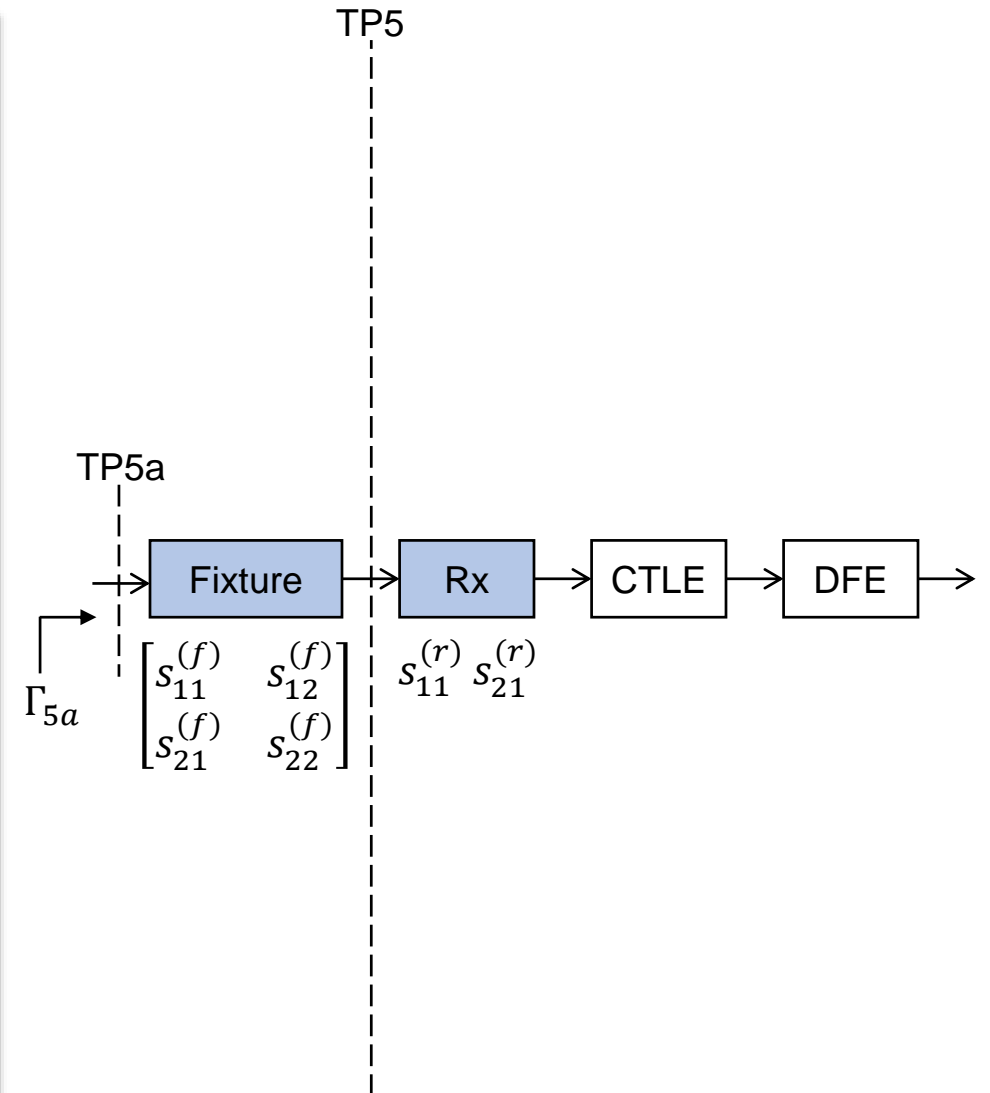 TP5
TP5a
Fixture
Rx
CTLE
DFE
Γ₅ₐ
s₁₁⁽ᶠ⁾ s₁₂⁽ᶠ⁾
s₂₁⁽ᶠ⁾ s₂₂⁽ᶠ⁾
s₁₁⁽ʳ⁾ s₂₁⁽ʳ⁾